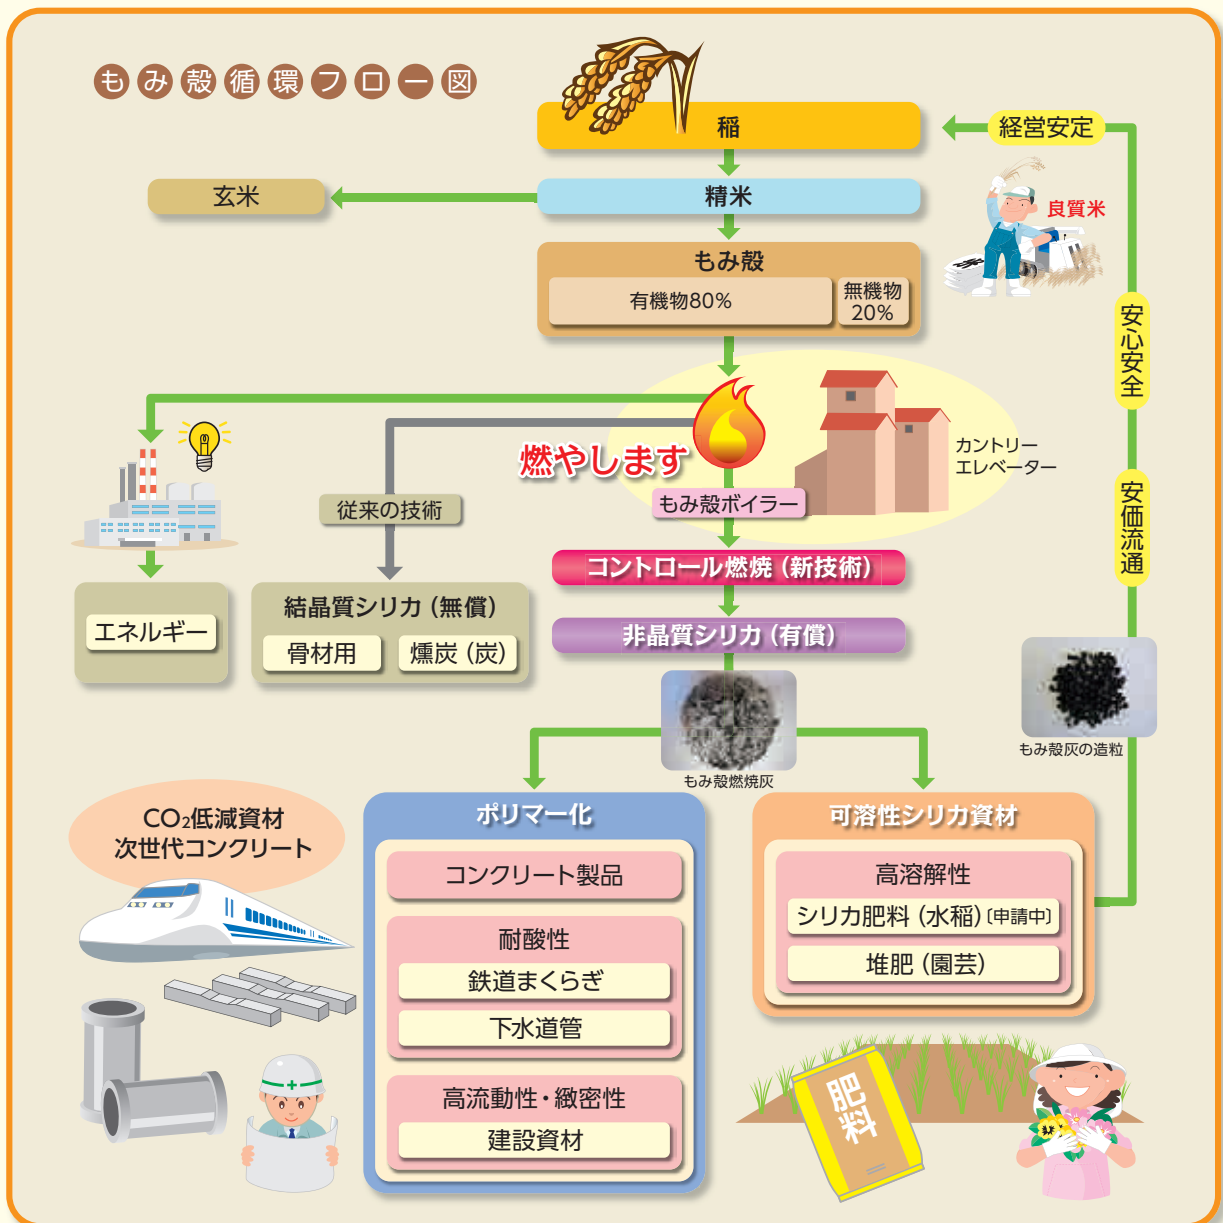 もみ殻循環フロー図
稲
経営安定
玄米
精米
良質米
もみ殻
有機物80%
無機物
20%
安心安全
燃やします
カントリー
エレベーター
従来の技術
もみ殻ボイラー
安価流通
コントロール燃焼（新技術）
エネルギー
結晶質シリカ（無償）
骨材用
燻炭（炭）
非晶質シリカ（有償）
もみ殻燃焼灰
もみ殻灰の造粒
CO₂低減資材
次世代コンクリート
ポリマー化
コンクリート製品
耐酸性
鉄道まくらぎ
下水道管
高流動性・緻密性
建設資材
可溶性シリカ資材
高溶解性
シリカ肥料（水稲）〔申請中〕
堆肥（園芸）
肥料